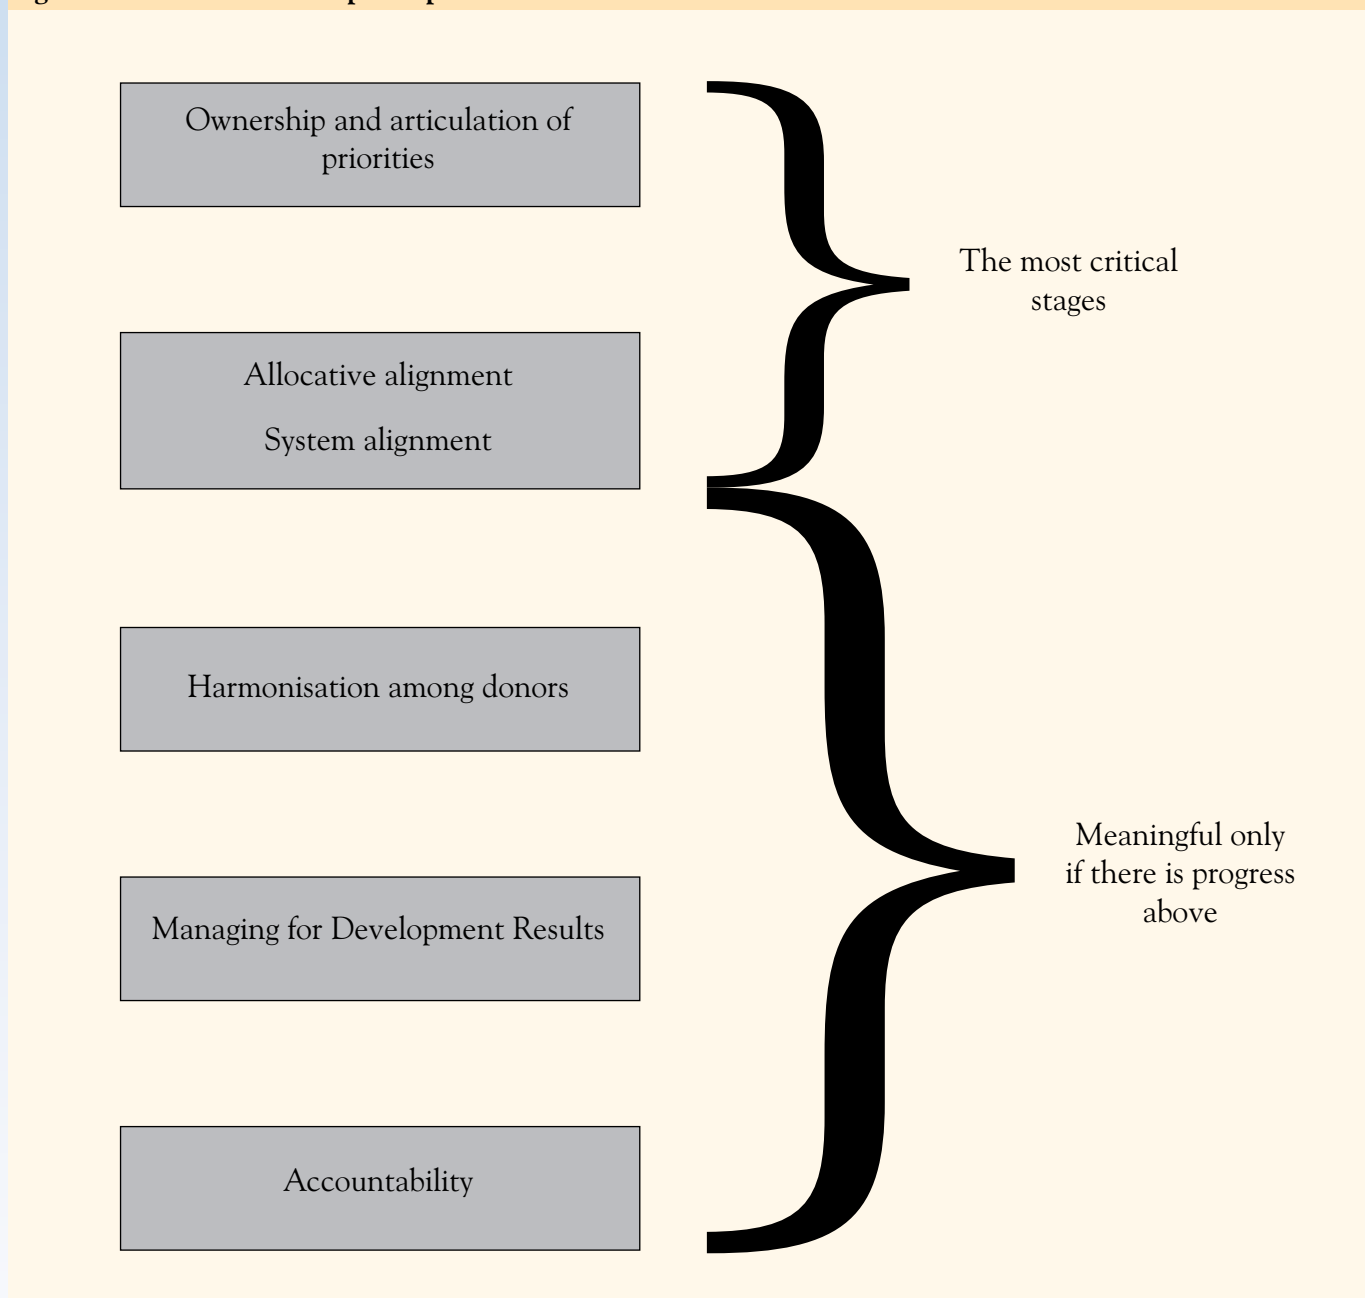 Ownership and articulation of
priorities
The most critical
stages
Allocative alignment
System alignment
Harmonisation among donors
Meaningful only
if there is progress
above
Managing for Development Results
Accountability